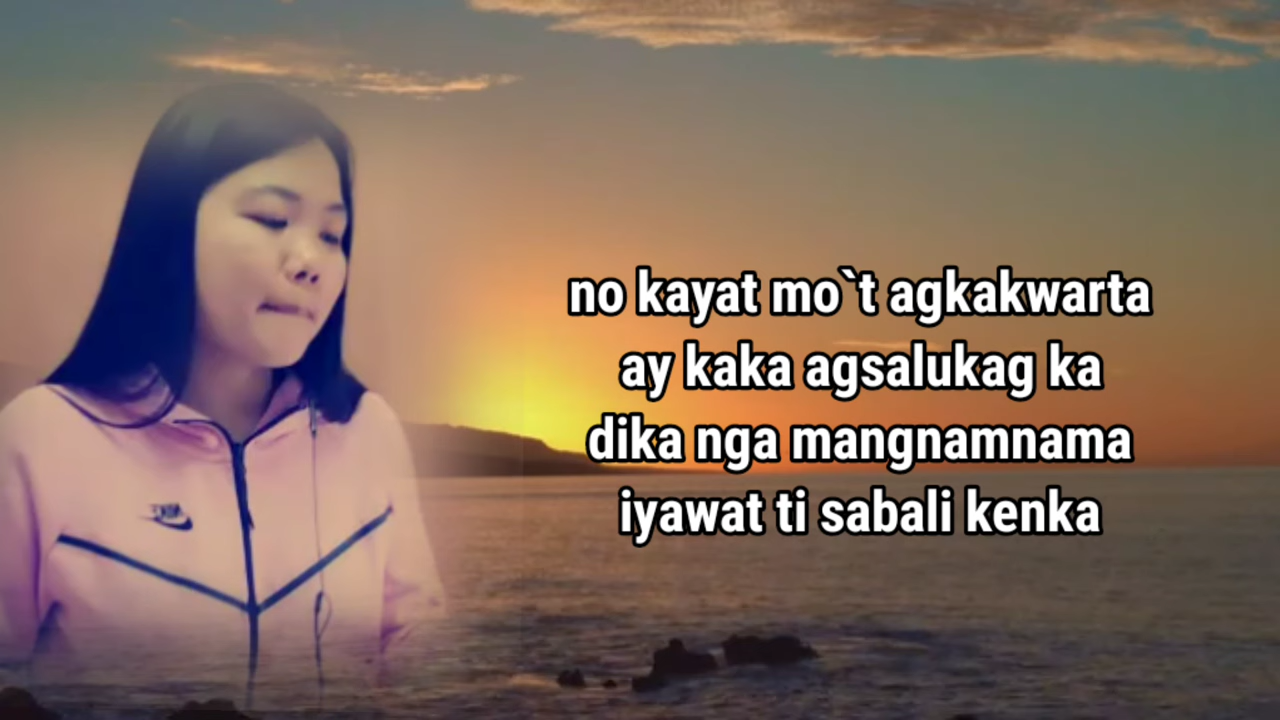 no kayat mo`t agkakwarta
ay kaka agsalukag ka
dika nga mangnamnama
iyawat ti sabali kenka